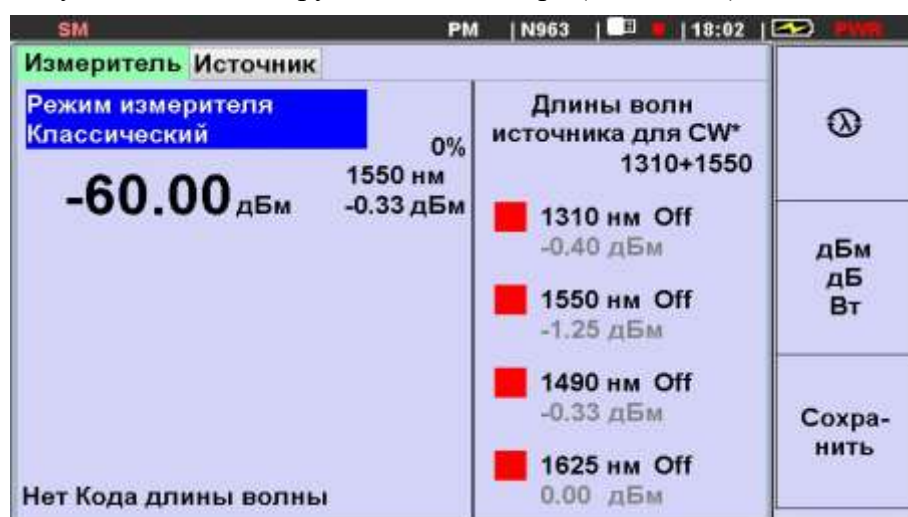 SM PM | N963 | | 18:02 | PWR
Измеритель Источник
Режим измерителя
Классический
0%
1550 нм
-60.00 дБм -0.33 дБм
Нет Кода длины волны
Длины волн
источника для CW*
1310+1550
1310 нм Off
-0.40 дБм
1550 нм Off
-1.25 дБм
1490 нм Off
-0.33 дБм
1625 нм Off
0.00 дБм
λ
дБм
дБ
Вт
Сохра-
нить